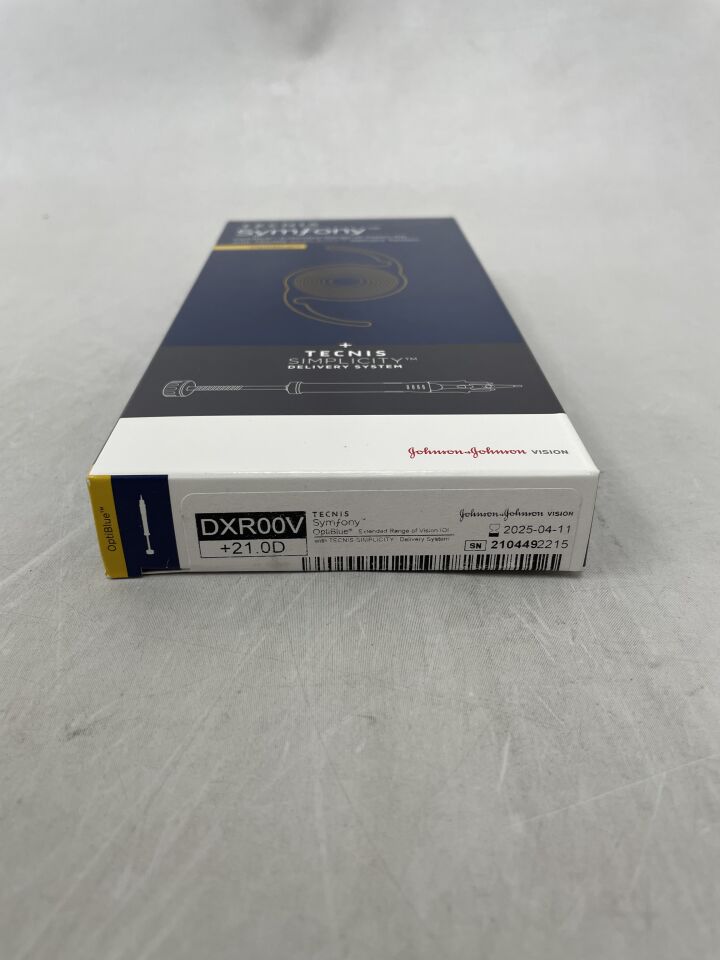 TECNIS
Symfony™
+
TECNIS
SIMPLICITY™
DELIVERY SYSTEM
Johnson & Johnson VISION
OptiBlue™
DXR00V
+21.0D
TECNIS
Symfony™
OptiBlue™ Extended Range of Vision IOL
with TECNIS SIMPLICITY™ Delivery System
Johnson & Johnson VISION
2025-04-11
SN 2104492215